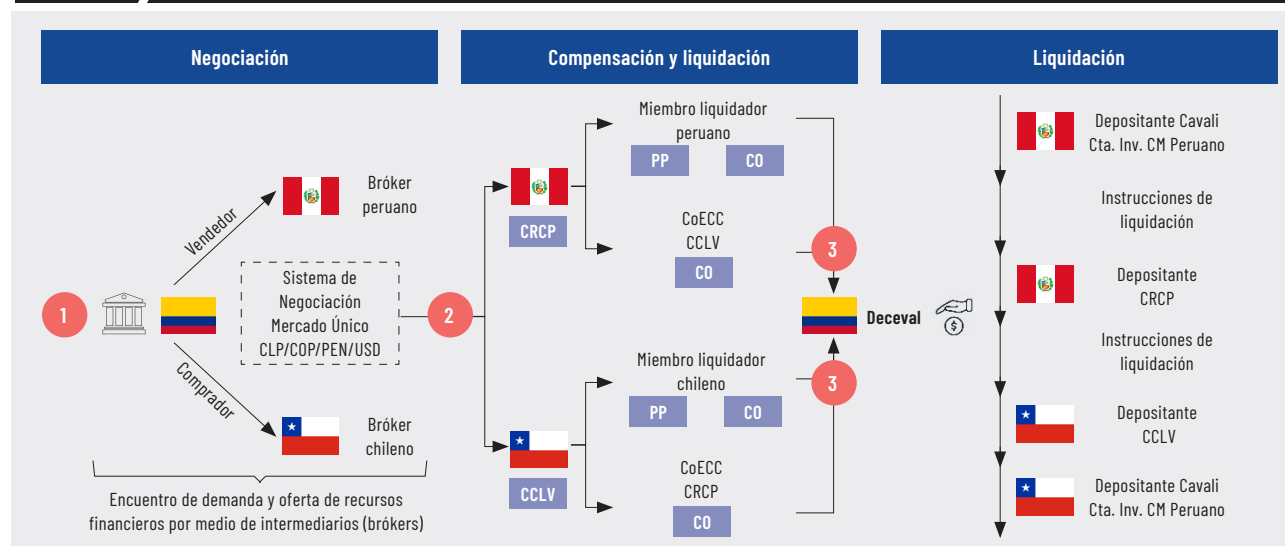 Negociación
1
Vendedor
Bróker
peruano
Sistema de
Negociación
Mercado Único
CLP/COP/PEN/USD
Comprador
Bróker
chileno
Encuentro de demanda y oferta de recursos
financieros por medio de intermediarios (brókers)
Compensación y liquidación
2
CRCP
Miembro liquidador
peruano
PP CO
CoECC
CCLV
CO
3
CCLV
Miembro liquidador
chileno
PP CO
CoECC
CRCP
CO
3
Deceval
$
Liquidación
Depositante Cavali
Cta. Inv. CM Peruano
Instrucciones de
liquidación
Depositante
CRCP
Instrucciones de
liquidación
Depositante
CCLV
Depositante Cavali
Cta. Inv. CM Peruano